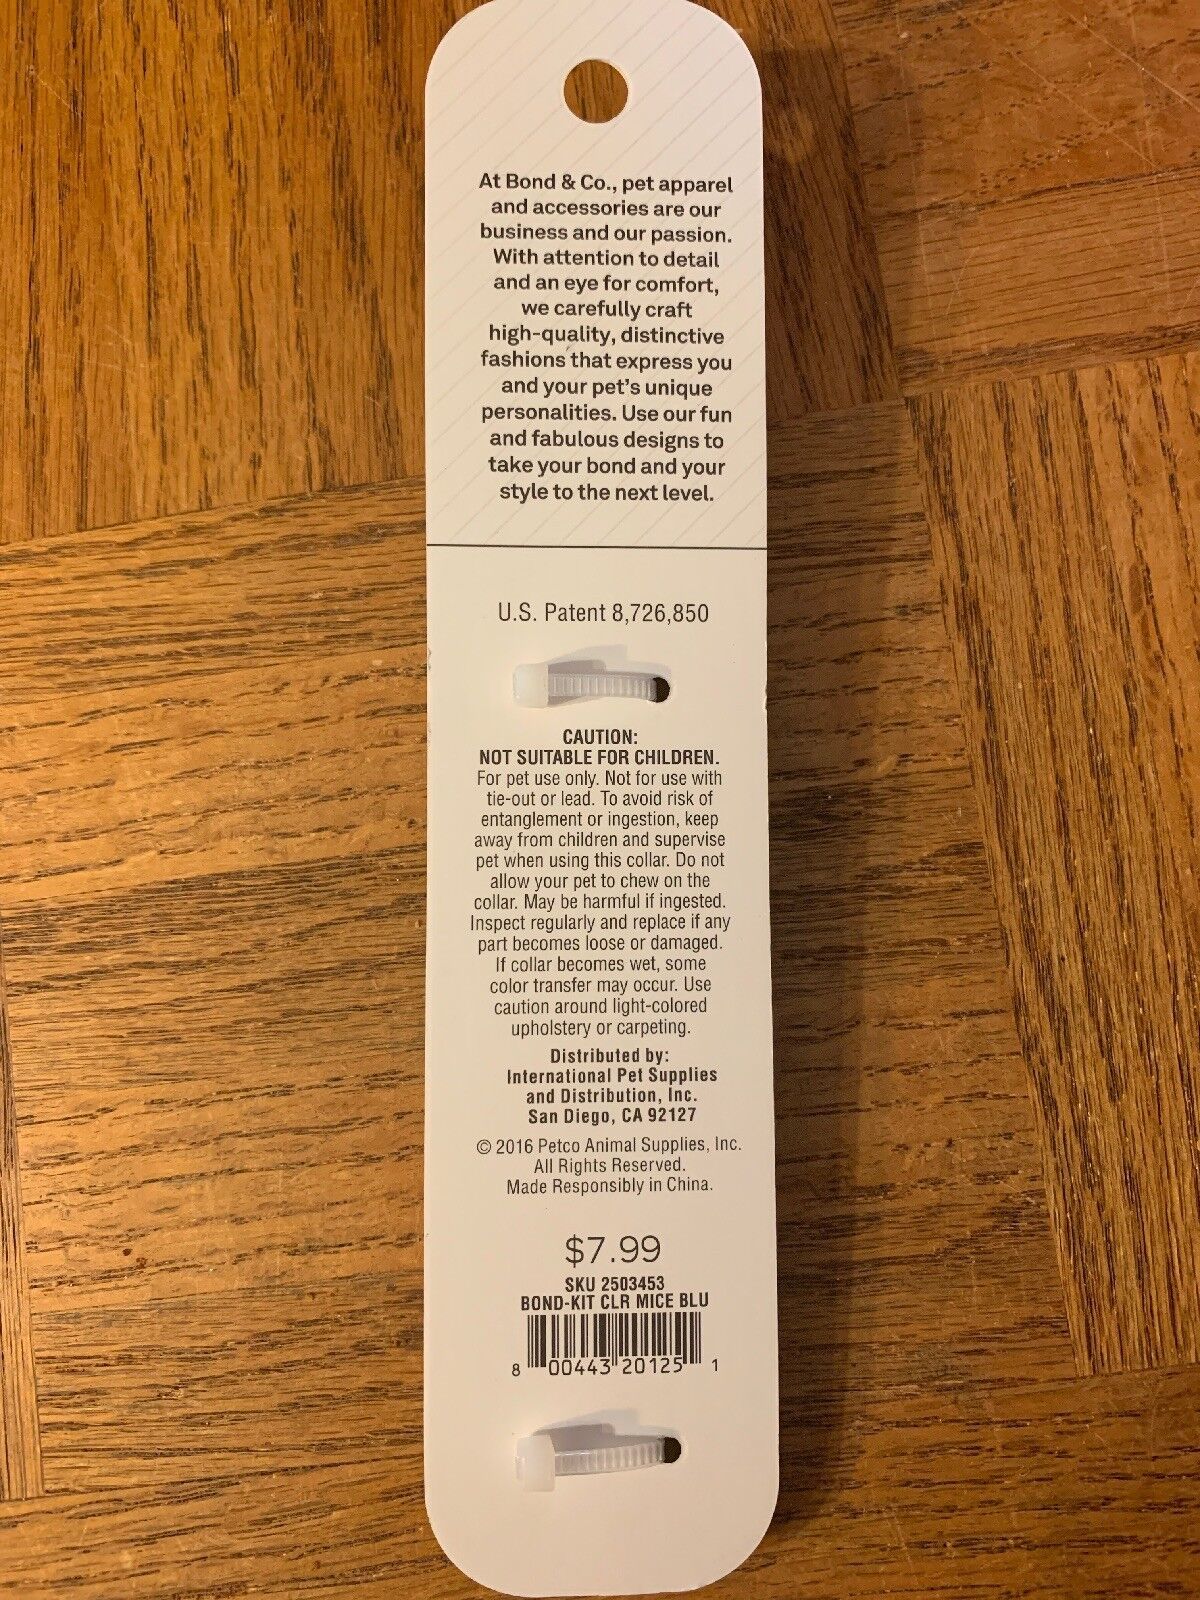 At Bond & Co., pet apparel
and accessories are our
business and our passion.
With attention to detail
and an eye for comfort,
we carefully craft
high-quality, distinctive
fashions that express you
and your pet's unique
personalities. Use our fun
and fabulous designs to
take your bond and your
style to the next level.
U.S. Patent 8,726,850
CAUTION:
NOT SUITABLE FOR CHILDREN.
For pet use only. Not for use with
tie-out or lead. To avoid risk of
entanglement or ingestion, keep
away from children and supervise
pet when using this collar. Do not
allow your pet to chew on the
collar. May be harmful if ingested.
Inspect regularly and replace if any
part becomes loose or damaged.
If collar becomes wet, some
color transfer may occur. Use
caution around light-colored
upholstery or carpeting.
Distributed by:
International Pet Supplies
and Distribution, Inc.
San Diego, CA 92127
© 2016 Petco Animal Supplies, Inc.
All Rights Reserved.
Made Responsibly in China.
$7.99
SKU 2503453
BOND-KIT CLR MICE BLU
8 00443 20125 1